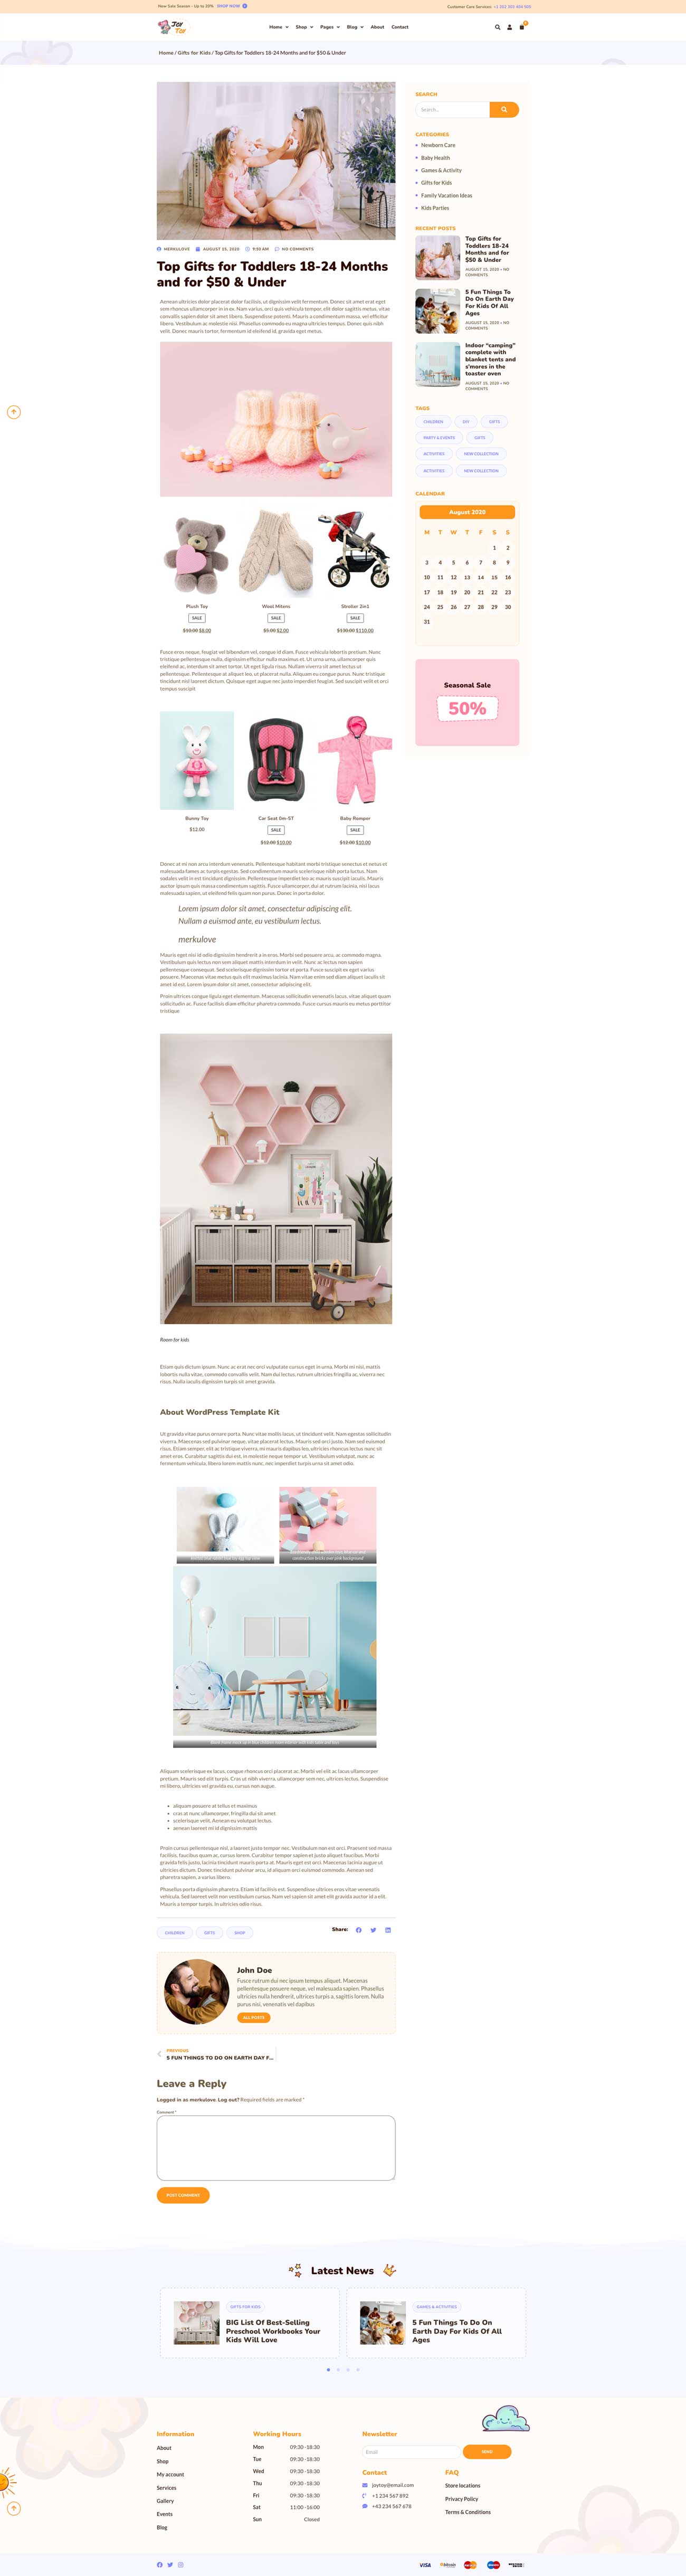 New Sale Season - Up to 20% SHOP NOW
Customer Care Services: +1 202 303 404 505
Joy Toy
Home Shop Pages Blog About Contact
Home / Gifts for Kids / Top Gifts for Toddlers 18-24 Months and for $50 & Under
MERKULOVE AUGUST 15, 2020 9:55 AM NO COMMENTS
Top Gifts for Toddlers 18-24 Months
and for $50 & Under
Aenean ultricies dolor placerat dolor facilisis, ut dignissim velit fermentum. Donec sit amet erat eget
sem rhoncus ullamcorper in in ex. Nam varius, orci quis vehicula tempor, elit dolor sagittis metus, vitae
convallis sapien dolor sit amet libero. Suspendisse potenti. Mauris a condimentum massa, vel efficitur
libero. Vestibulum ac molestie nisi. Phasellus commodo eu magna ultricies tempus. Donec quis nibh
velit. Donec mauris tortor, fermentum id eleifend id, gravida eget metus.
Plush Toy Wool Mitens Stroller 2in1
SALE SALE SALE
$10.00 $8.00 $5.00 $2.00 $130.00 $110.00
Fusce eros neque, feugiat vel bibendum vel, congue id diam. Fusce vehicula lobortis pretium. Nunc
tristique pellentesque nulla, dignissim efficitur nulla maximus et. Ut urna urna, ullamcorper quis
eleifend ac, interdum sit amet tortor. Ut eget ligula risus. Nullam viverra sit amet lectus ut
pellentesque. Pellentesque at aliquet leo, ut placerat nulla. Aliquam eu congue purus. Nunc tristique
tincidunt nisl laoreet dictum. Quisque eget augue nec justo imperdiet feugiat. Sed suscipit velit et orci
tempus suscipit
Bunny Toy Car Seat 0m-5T Baby Romper
$12.00 SALE SALE
$12.00 $10.00 $12.00 $10.00
Donec at mi non arcu interdum venenatis. Pellentesque habitant morbi tristique senectus et netus et
malesuada fames ac turpis egestas. Sed condimentum mauris scelerisque nibh porta luctus. Nam
sodales velit in est tincidunt dignissim. Pellentesque imperdiet leo ac mauris suscipit iaculis. Mauris
auctor ipsum quis massa condimentum sagittis. Fusce ullamcorper, dui at rutrum lacinia, nisi lacus
malesuada sapien, ut eleifend felis quam non purus. Donec in porta dolor.
Lorem ipsum dolor sit amet, consectetur adipiscing elit.
Nullam a euismod ante, eu vestibulum lectus.
merkulove
Mauris eget nisi id odio dignissim hendrerit a in eros. Morbi sed posuere arcu, ac commodo magna.
Vestibulum quis lectus non sem aliquet mattis interdum in velit. Nunc ac lectus non sapien
pellentesque consequat. Sed scelerisque dignissim tortor et porta. Fusce suscipit ex eget varius
posuere. Maecenas vitae metus quis elit maximus lacinia. Nam vitae enim sed diam aliquet iaculis sit
amet id est. Lorem ipsum dolor sit amet, consectetur adipiscing elit.
Proin ultrices congue ligula eget elementum. Maecenas sollicitudin venenatis lacus, vitae aliquam quam
sollicitudin ac. Fusce facilisis diam efficitur pharetra commodo. Fusce cursus mauris eu metus porttitor
tristique
Room for kids
Etiam quis dictum ipsum. Nunc ac erat nec orci vulputate cursus eget in urna. Morbi mi nisi, mattis
lobortis nulla vitae, commodo convallis velit. Nam dui lectus, rutrum ultricies fringilla ac, viverra nec
risus. Nulla iaculis dignissim turpis sit amet gravida.
About WordPress Template Kit
Ut gravida vitae purus ornare porta. Nunc vitae mollis lacus, ut tincidunt velit. Nam egestas sollicitudin
viverra. Maecenas sed pulvinar neque, vitae placerat lectus. Mauris sed orci justo. Nam sed euismod
risus. Etiam semper, elit ac tristique viverra, mi mauris dapibus leo, ultricies rhoncus lectus nunc sit
amet eros. Curabitur sagittis dui est, in molestie neque tempor ut. Vestibulum volutpat, nunc ac
fermentum vehicula, libero lorem mattis nunc, nec imperdiet turpis urna sit amet odio.
construction bricks over pink background
Aliquam scelerisque ex lacus, congue rhoncus orci placerat ac. Morbi vel elit ac lacus ullamcorper
pretium. Mauris sed elit turpis. Cras ut nibh viverra, ullamcorper sem nec, ultrices lectus. Suspendisse
mi libero, ultricies vel gravida eu, cursus non augue.
aliquam posuere at tellus et maximus
cras at nunc ullamcorper, fringilla dui sit amet
scelerisque velit. Aenean eu volutpat lectus.
aenean laoreet mi id dignissim mattis
Proin cursus pellentesque nisi, a laoreet justo tempor nec. Vestibulum non est orci. Praesent sed massa
facilisis, faucibus quam ac, cursus lorem. Curabitur tempor sapien et justo aliquet faucibus. Morbi
gravida felis justo, lacinia tincidunt mauris porta at. Mauris eget est orci. Maecenas lacinia augue ut
ultricies dictum. Donec tincidunt pulvinar arcu, id aliquam orci euismod commodo. Aenean sed
pharetra sapien, a varius libero.
Phasellus porta dignissim pharetra. Etiam id facilisis est. Suspendisse ultrices eros vitae venenatis
vehicula. Sed laoreet velit non vestibulum cursus. Nam vel sapien sit amet elit gravida auctor id a elit.
Mauris a tempor turpis. In ultricies odio risus.
CHILDREN GIFTS SHOP Share:
John Doe
Fusce rutrum dui nec ipsum tempus aliquet. Maecenas
pellentesque posuere neque, vel malesuada sapien. Phasellus
ultricies nulla hendrerit, ultrices turpis a, sagittis lorem. Nulla
purus nisi, venenatis vel dapibus
ALL POSTS
PREVIOUS
5 FUN THINGS TO DO ON EARTH DAY F...
Leave a Reply
Logged in as merkulove. Log out? Required fields are marked *
Comment *
POST COMMENT
SEARCH
Search...
CATEGORIES
Newborn Care
Baby Health
Games & Activity
Gifts for Kids
Family Vacation Ideas
Kids Parties
RECENT POSTS
Top Gifts for
Toddlers 18-24
Months and for
$50 & Under
AUGUST 15, 2020 • NO
COMMENTS
5 Fun Things To
Do On Earth Day
For Kids Of All
Ages
AUGUST 15, 2020 • NO
COMMENTS
Indoor “camping”
complete with
blanket tents and
s’mores in the
toaster oven
AUGUST 15, 2020 • NO
COMMENTS
TAGS
CHILDREN JOY GIFTS
PARTY & EVENTS GIFTS
ACTIVITIES NEW COLLECTION
ACTIVITIES NEW COLLECTION
CALENDAR
August 2020
M T W T F S S
1 2
3 4 5 6 7 8 9
10 11 12 13 14 15 16
17 18 19 20 21 22 23
24 25 26 27 28 29 30
31
Seasonal Sale
50%
Latest News
GIFTS FOR KIDS
BIG List Of Best-Selling
Preschool Workbooks Your
Kids Will Love
GAMES & ACTIVITIES
5 Fun Things To Do On
Earth Day For Kids Of All
Ages
Information
About
Shop
My account
Services
Gallery
Events
Blog
Working Hours
Mon 09:30 -18:30
Tue 09:30 -18:30
Wed 09:30 -18:30
Thu 09:30 -18:30
Fri 09:30 -18:30
Sat 11:00 -16:00
Sun Closed
Newsletter
Email SEND
Contact
joytoy@email.com
+1 234 567 892
+43 234 567 678
FAQ
Store locations
Privacy Policy
Terms & Conditions
VISA bitcoin